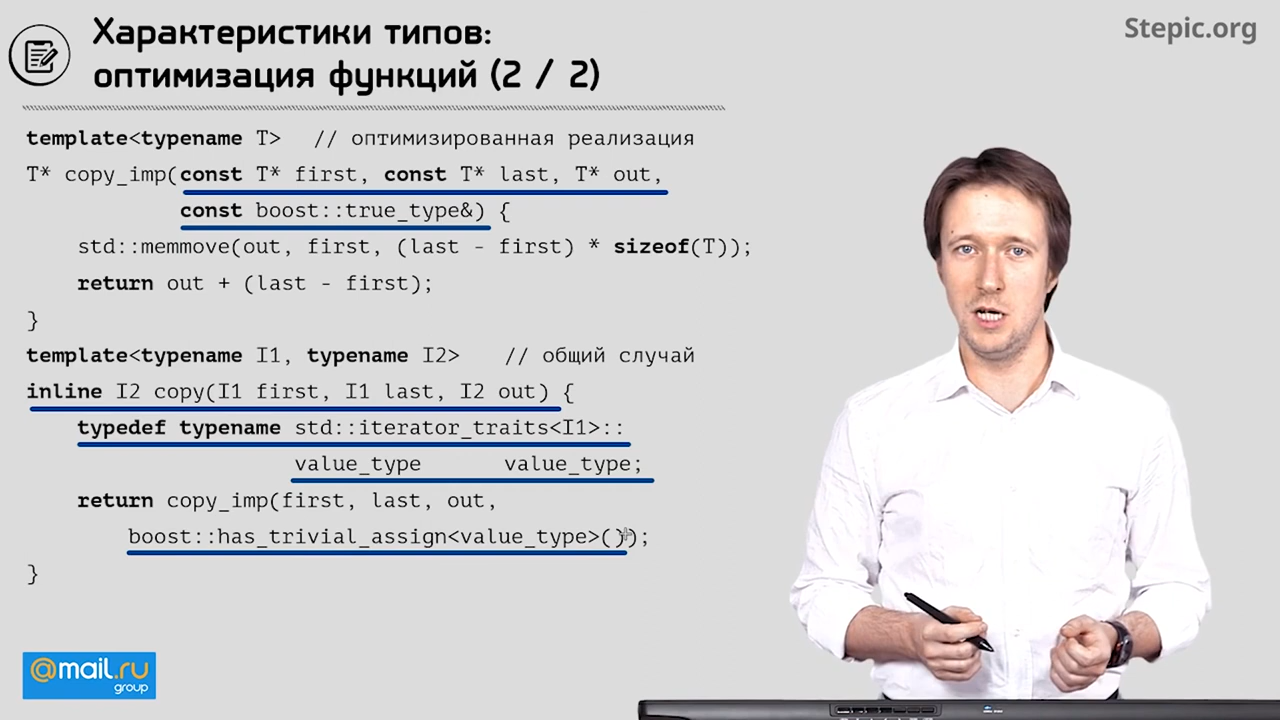 Характеристики типов:
оптимизация функций (2 / 2)
Stepic.org
template<typename T>  // оптимизированная реализация
T* copy_imp(const T* first, const T* last, T* out,
            const boost::true_type&) {
    std::memmove(out, first, (last - first) * sizeof(T));
    return out + (last - first);
}
template<typename I1, typename I2>   // общий случай
inline I2 copy(I1 first, I1 last, I2 out) {
    typedef typename std::iterator_traits<I1>::
                     value_type      value_type;
    return copy_imp(first, last, out,
        boost::has_trivial_assign<value_type>());
}
@mail.ru
group